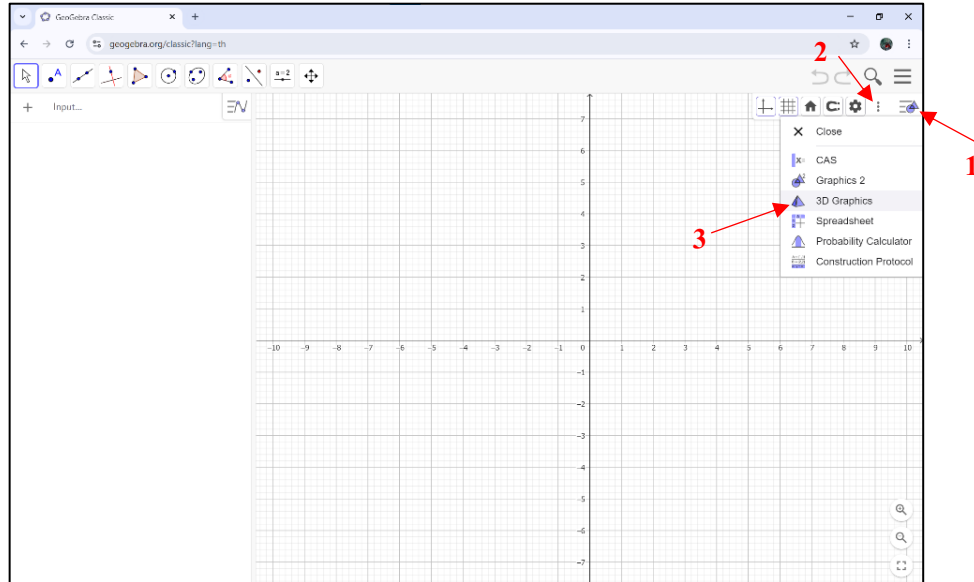 GeoGebra Classic
geogebra.org/classic?lang=th
2
a=2
Input...
1
Close
CAS
Graphics 2
3D Graphics
3
Spreadsheet
Probability Calculator
Construction Protocol
7
6
5
4
3
2
1
−10 −9 −8 −7 −6 −5 −4 −3 −2 −1 0 1 2 3 4 5 6 7 8 9 10
−1
−2
−3
−4
−5
−6
−7